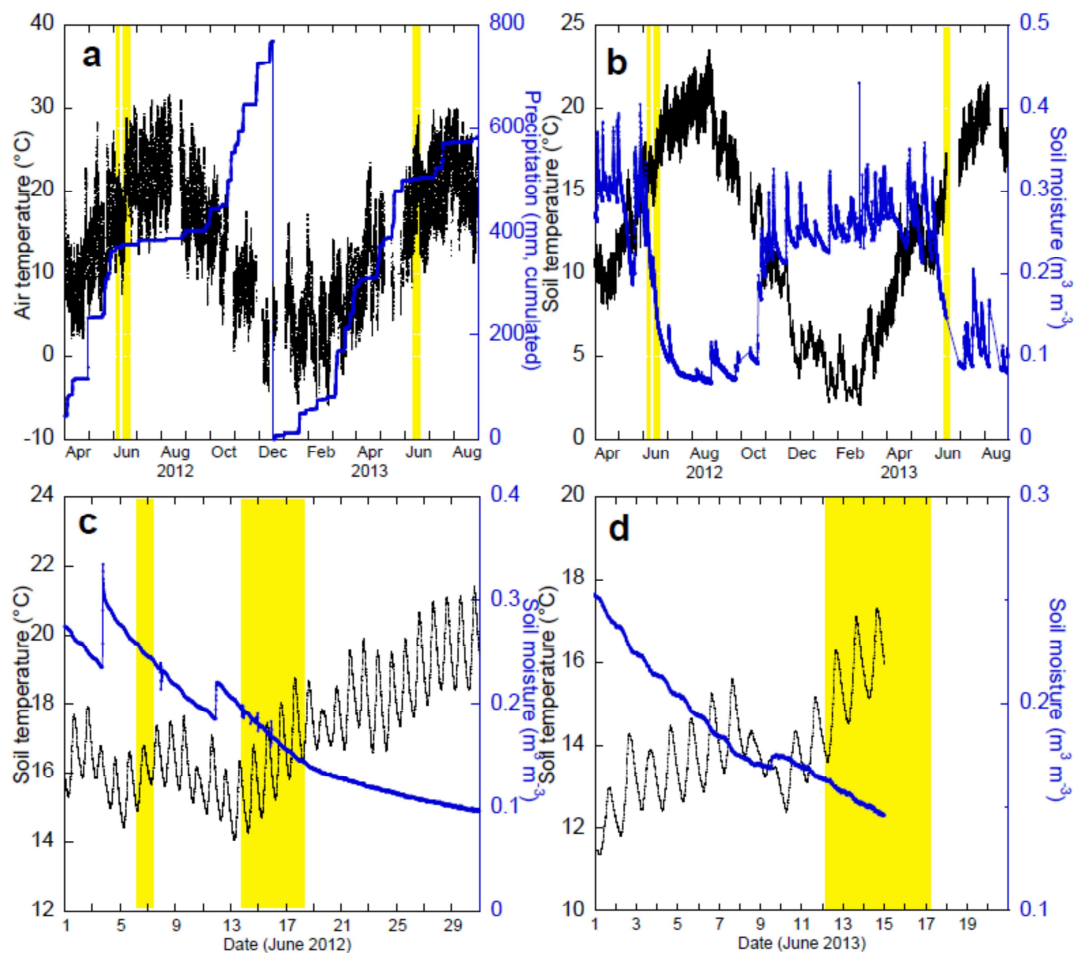 a
40
30
20
10
0
-10
Air temperature (°C)
800
600
400
200
0
Precipitation (mm, cumulated)
Apr Jun Aug Oct Dec Feb Apr Jun Aug
2012 2013
b
25
20
15
10
5
0
Soil temperature (°C)
0.5
0.4
0.3
0.2
0.1
0
Soil moisture (m³ m⁻³)
Apr Jun Aug Oct Dec Feb Apr Jun Aug
2012 2013
c
24
22
20
18
16
14
12
Soil temperature (°C)
0.4
0.3
0.2
0.1
0
Soil moisture (m³ m⁻³)
1 5 9 13 17 21 25 29
Date (June 2012)
d
20
18
16
14
12
10
Soil temperature (°C)
0.3
0.2
0.1
Soil moisture (m³ m⁻³)
1 3 5 7 9 11 13 15 17 19
Date (June 2013)